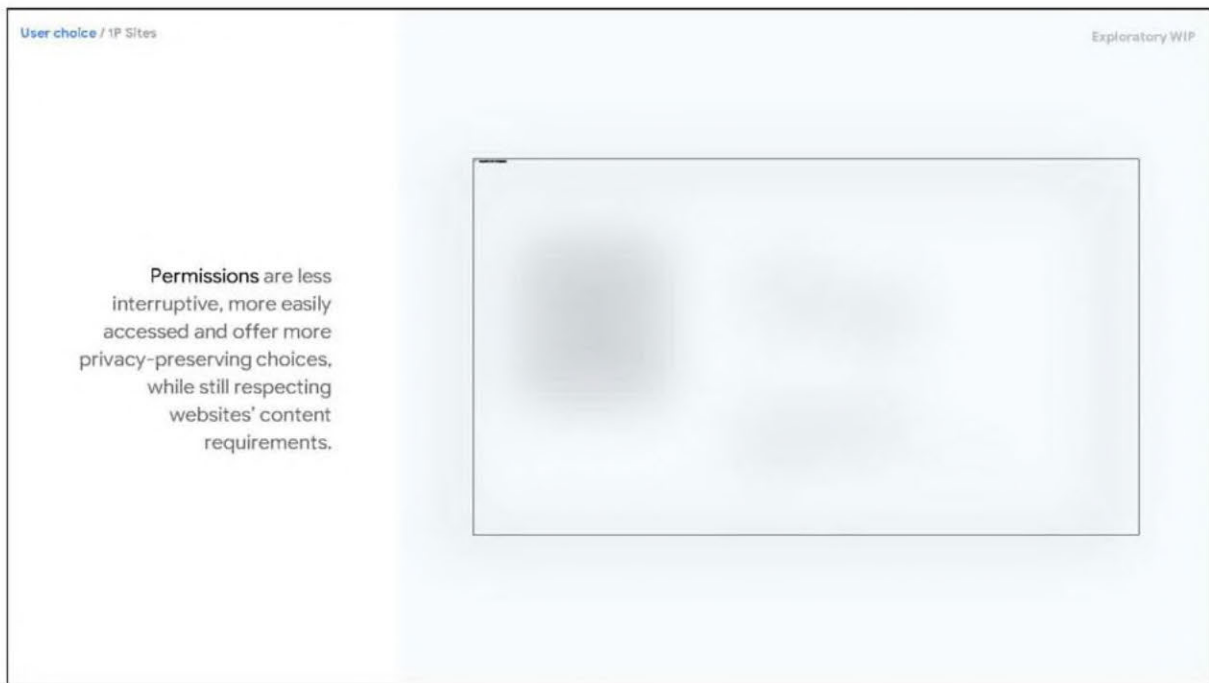 User choice / 1P Sites
Exploratory WIP
Permissions are less
interruptive, more easily
accessed and offer more
privacy-preserving choices,
while still respecting
websites' content
requirements.